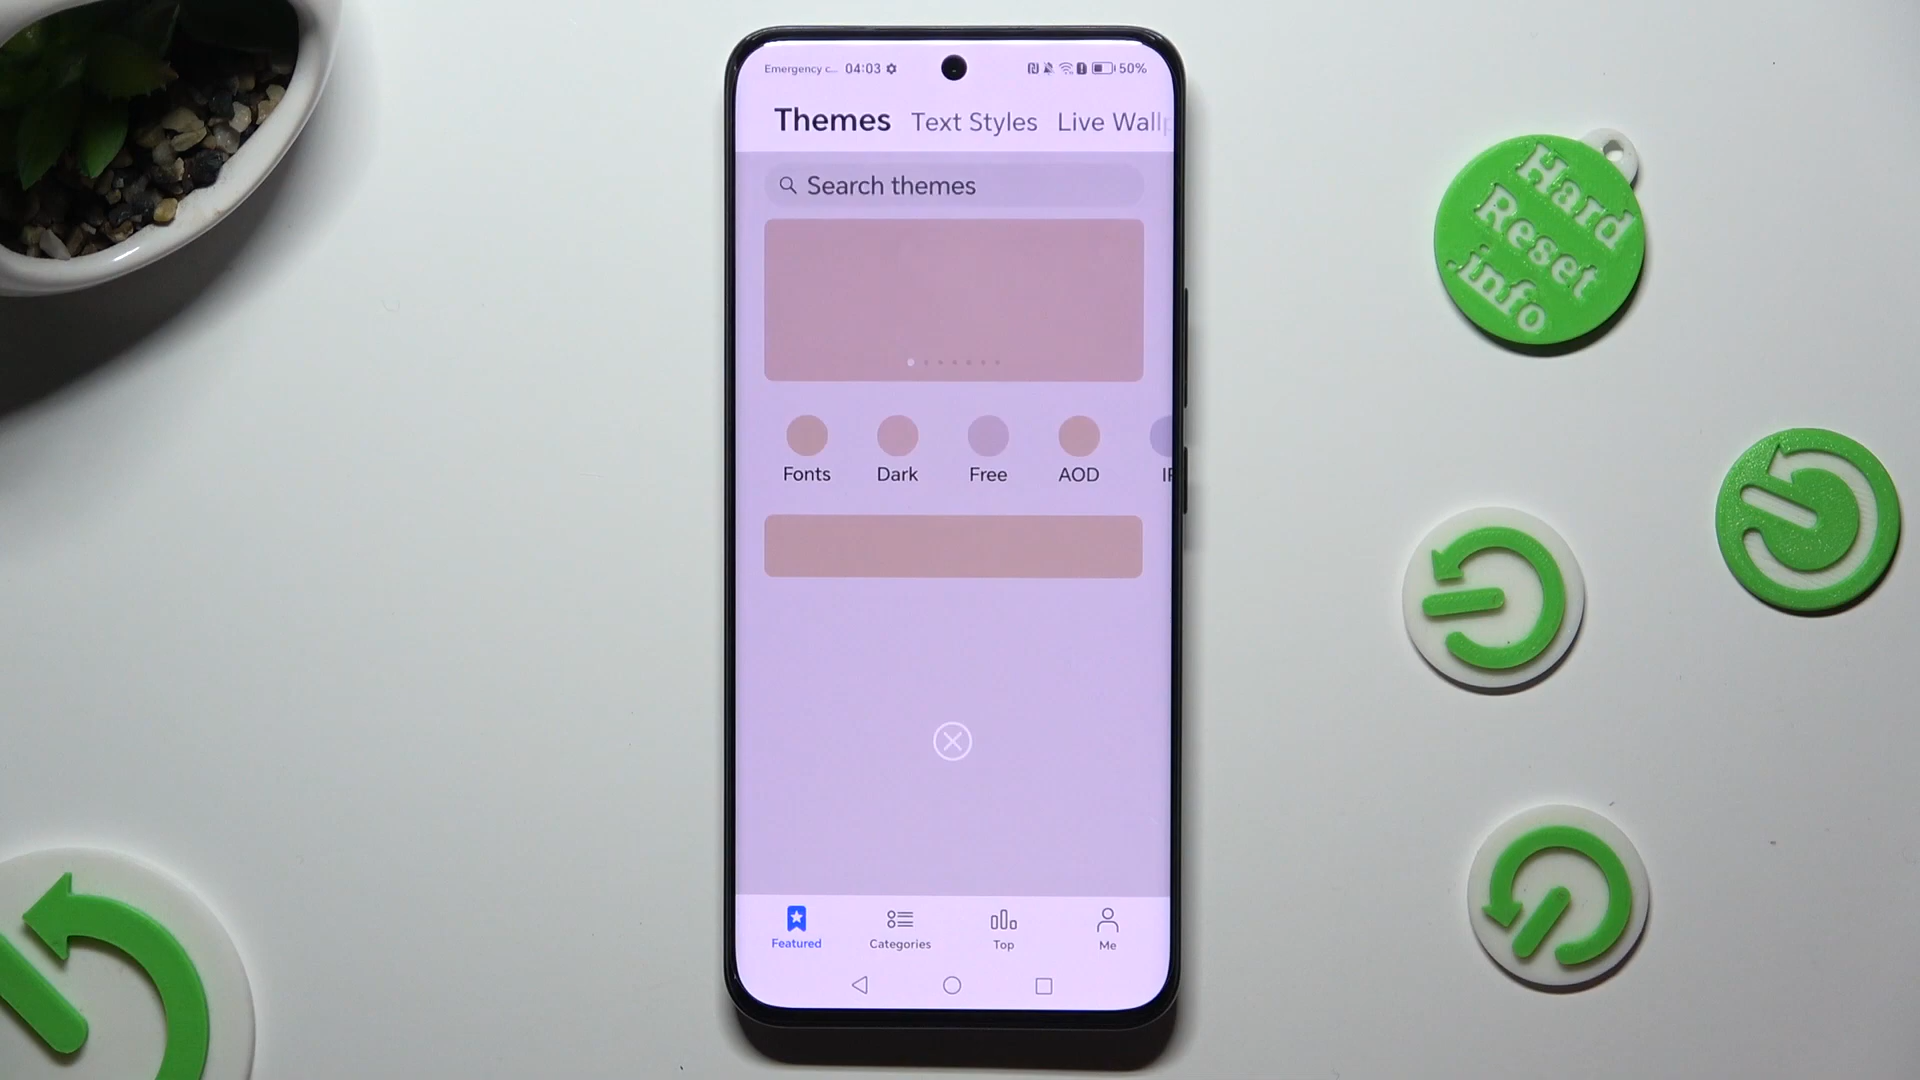 Emergency c... 04:03 50%
Themes Text Styles Live Wallp
Search themes
Fonts Dark Free AOD
Featured Categories Top Me
Hard
Reset
.info